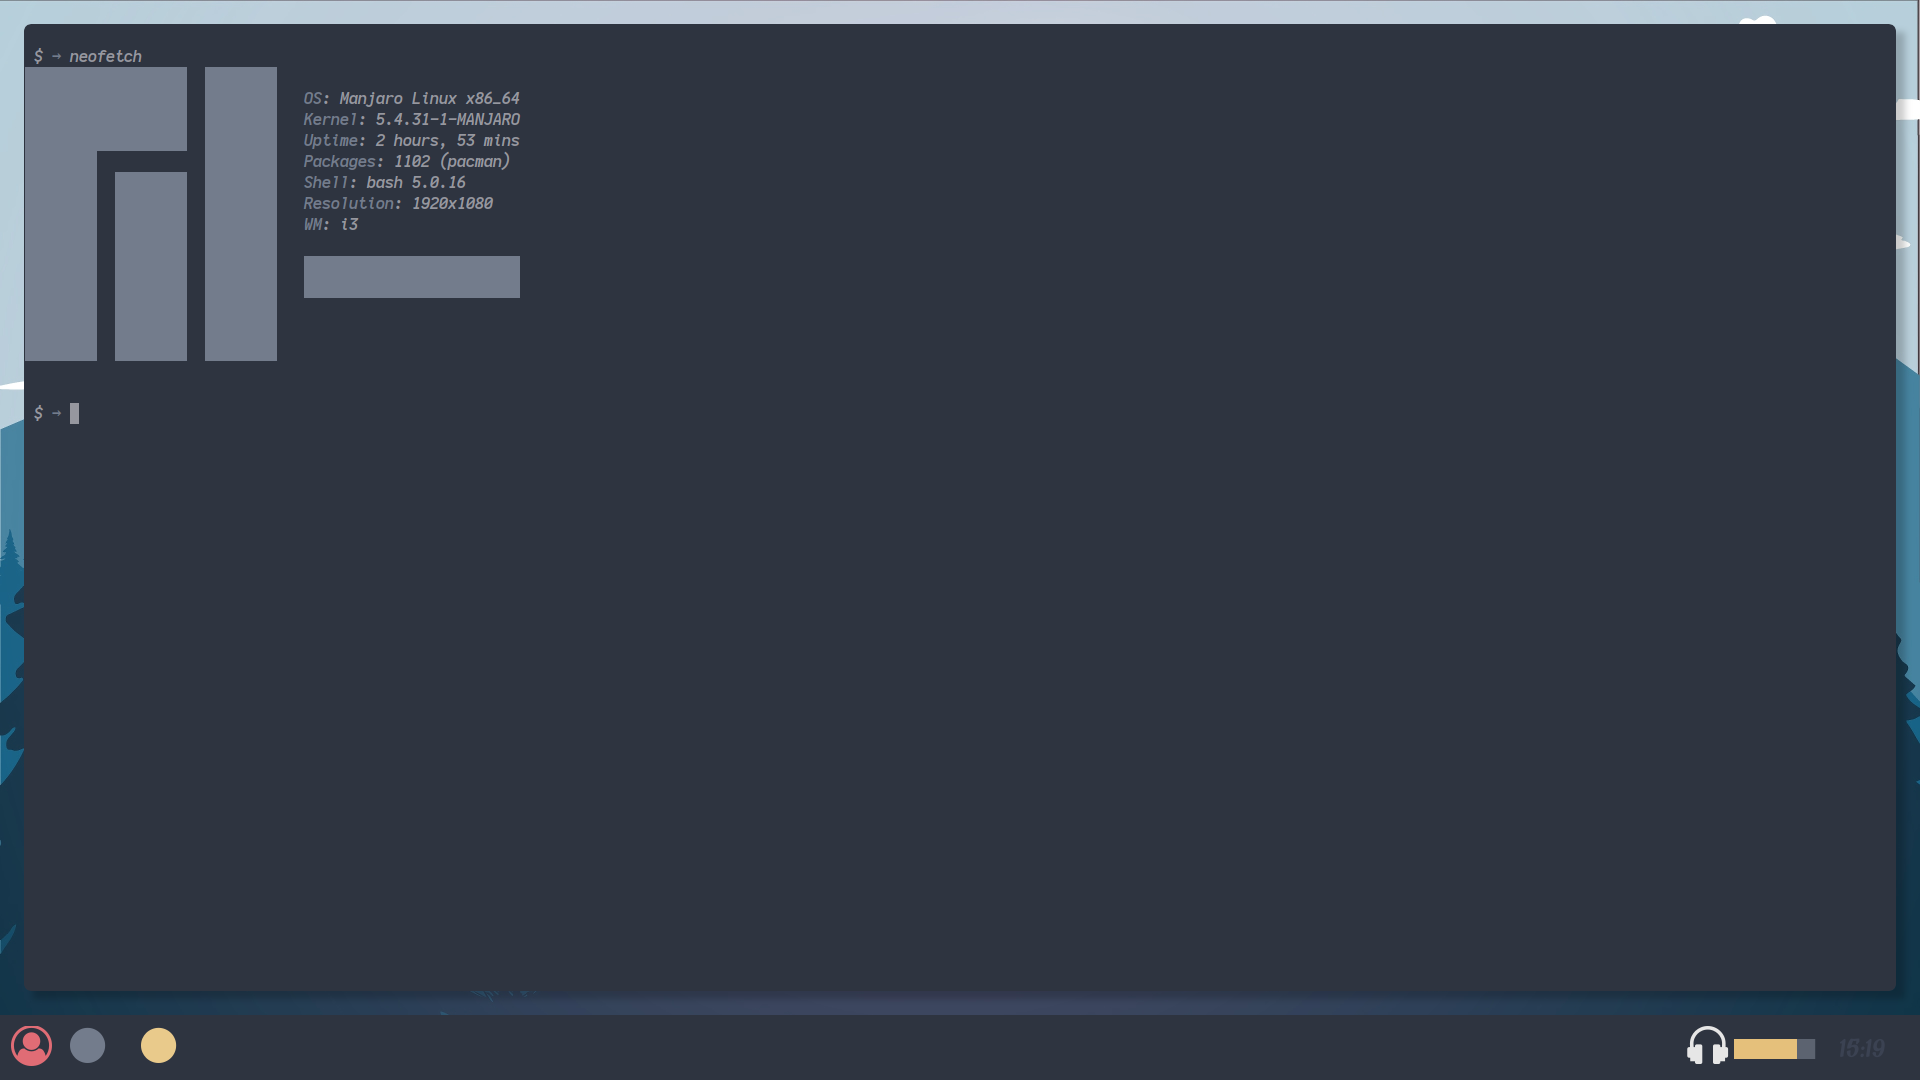 $ → neofetch
OS: Manjaro Linux x86_64
Kernel: 5.4.31-1-MANJARO
Uptime: 2 hours, 53 mins
Packages: 1102 (pacman)
Shell: bash 5.0.16
Resolution: 1920x1080
WM: i3
$ →
15:19